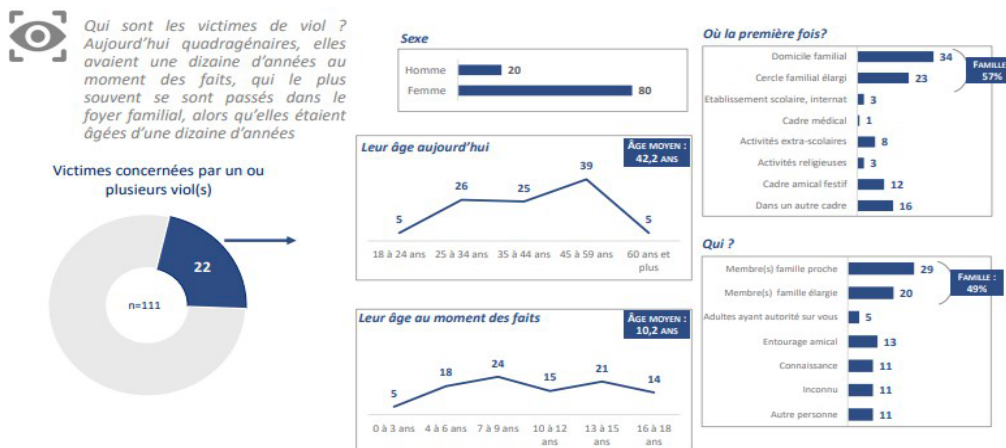 Qui sont les victimes de viol ?
Aujourd'hui quadragénaires, elles
avaient une dizaine d'années au
moment des faits, qui le plus
souvent se sont passés dans le
foyer familial, alors qu'elles étaient
âgées d'une dizaine d'années
Victimes concernées par un ou
plusieurs viol(s)
22
n=111
Sexe
Homme 20
Femme 80
Leur âge aujourd'hui
ÂGE MOYEN :
42,2 ANS
5 26 25 39 5
18 à 24 ans 25 à 34 ans 35 à 44 ans 45 à 59 ans 60 ans et
plus
Leur âge au moment des faits
ÂGE MOYEN :
10,2 ANS
5 18 24 15 21 14
0 à 3 ans 4 à 6 ans 7 à 9 ans 10 à 12
ans 13 à 15
ans 16 à 18
ans
Où la première fois?
Domicile familial 34
Cercle familial élargi 23
FAMILLE
57%
Etablissement scolaire, internat 3
Cadre médical 1
Activités extra-scolaires 8
Activités religieuses 3
Cadre amical festif 12
Dans un autre cadre 16
Qui ?
Membre(s) famille proche 29
Membre(s) famille élargie 20
FAMILLE :
49%
Adultes ayant autorité sur vous 5
Entourage amical 13
Connaissance 11
Inconnu 11
Autre personne 11